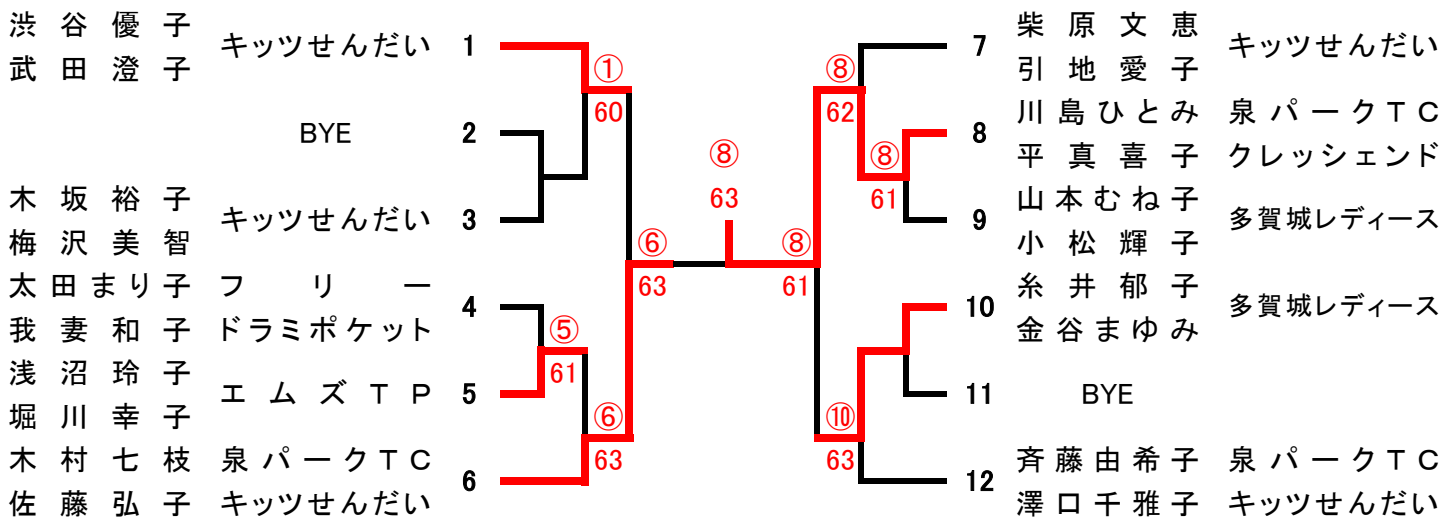 渋谷優子
武田澄子
キッツせんだい 1
BYE 2
木坂裕子
梅沢美智
キッツせんだい 3
太田まり子 フリー
我妻和子 ドラミポケット
4
浅沼玲子
堀川幸子
エムズTP 5
木村七枝 泉パークTC
佐藤弘子 キッツせんだい
6
①
60
⑤
61
⑥
63
⑥
63
⑧
63
⑧
61
⑧
62
⑧
61
⑩
63
7 柴原文恵
引地愛子
キッツせんだい
8 川島ひとみ 泉パークTC
平真喜子 クレッシェンド
9 山本むね子
小松輝子
多賀城レディース
10 糸井郁子
金谷まゆみ
多賀城レディース
11 BYE
12 斉藤由希子 泉パークTC
澤口千雅子 キッツせんだい